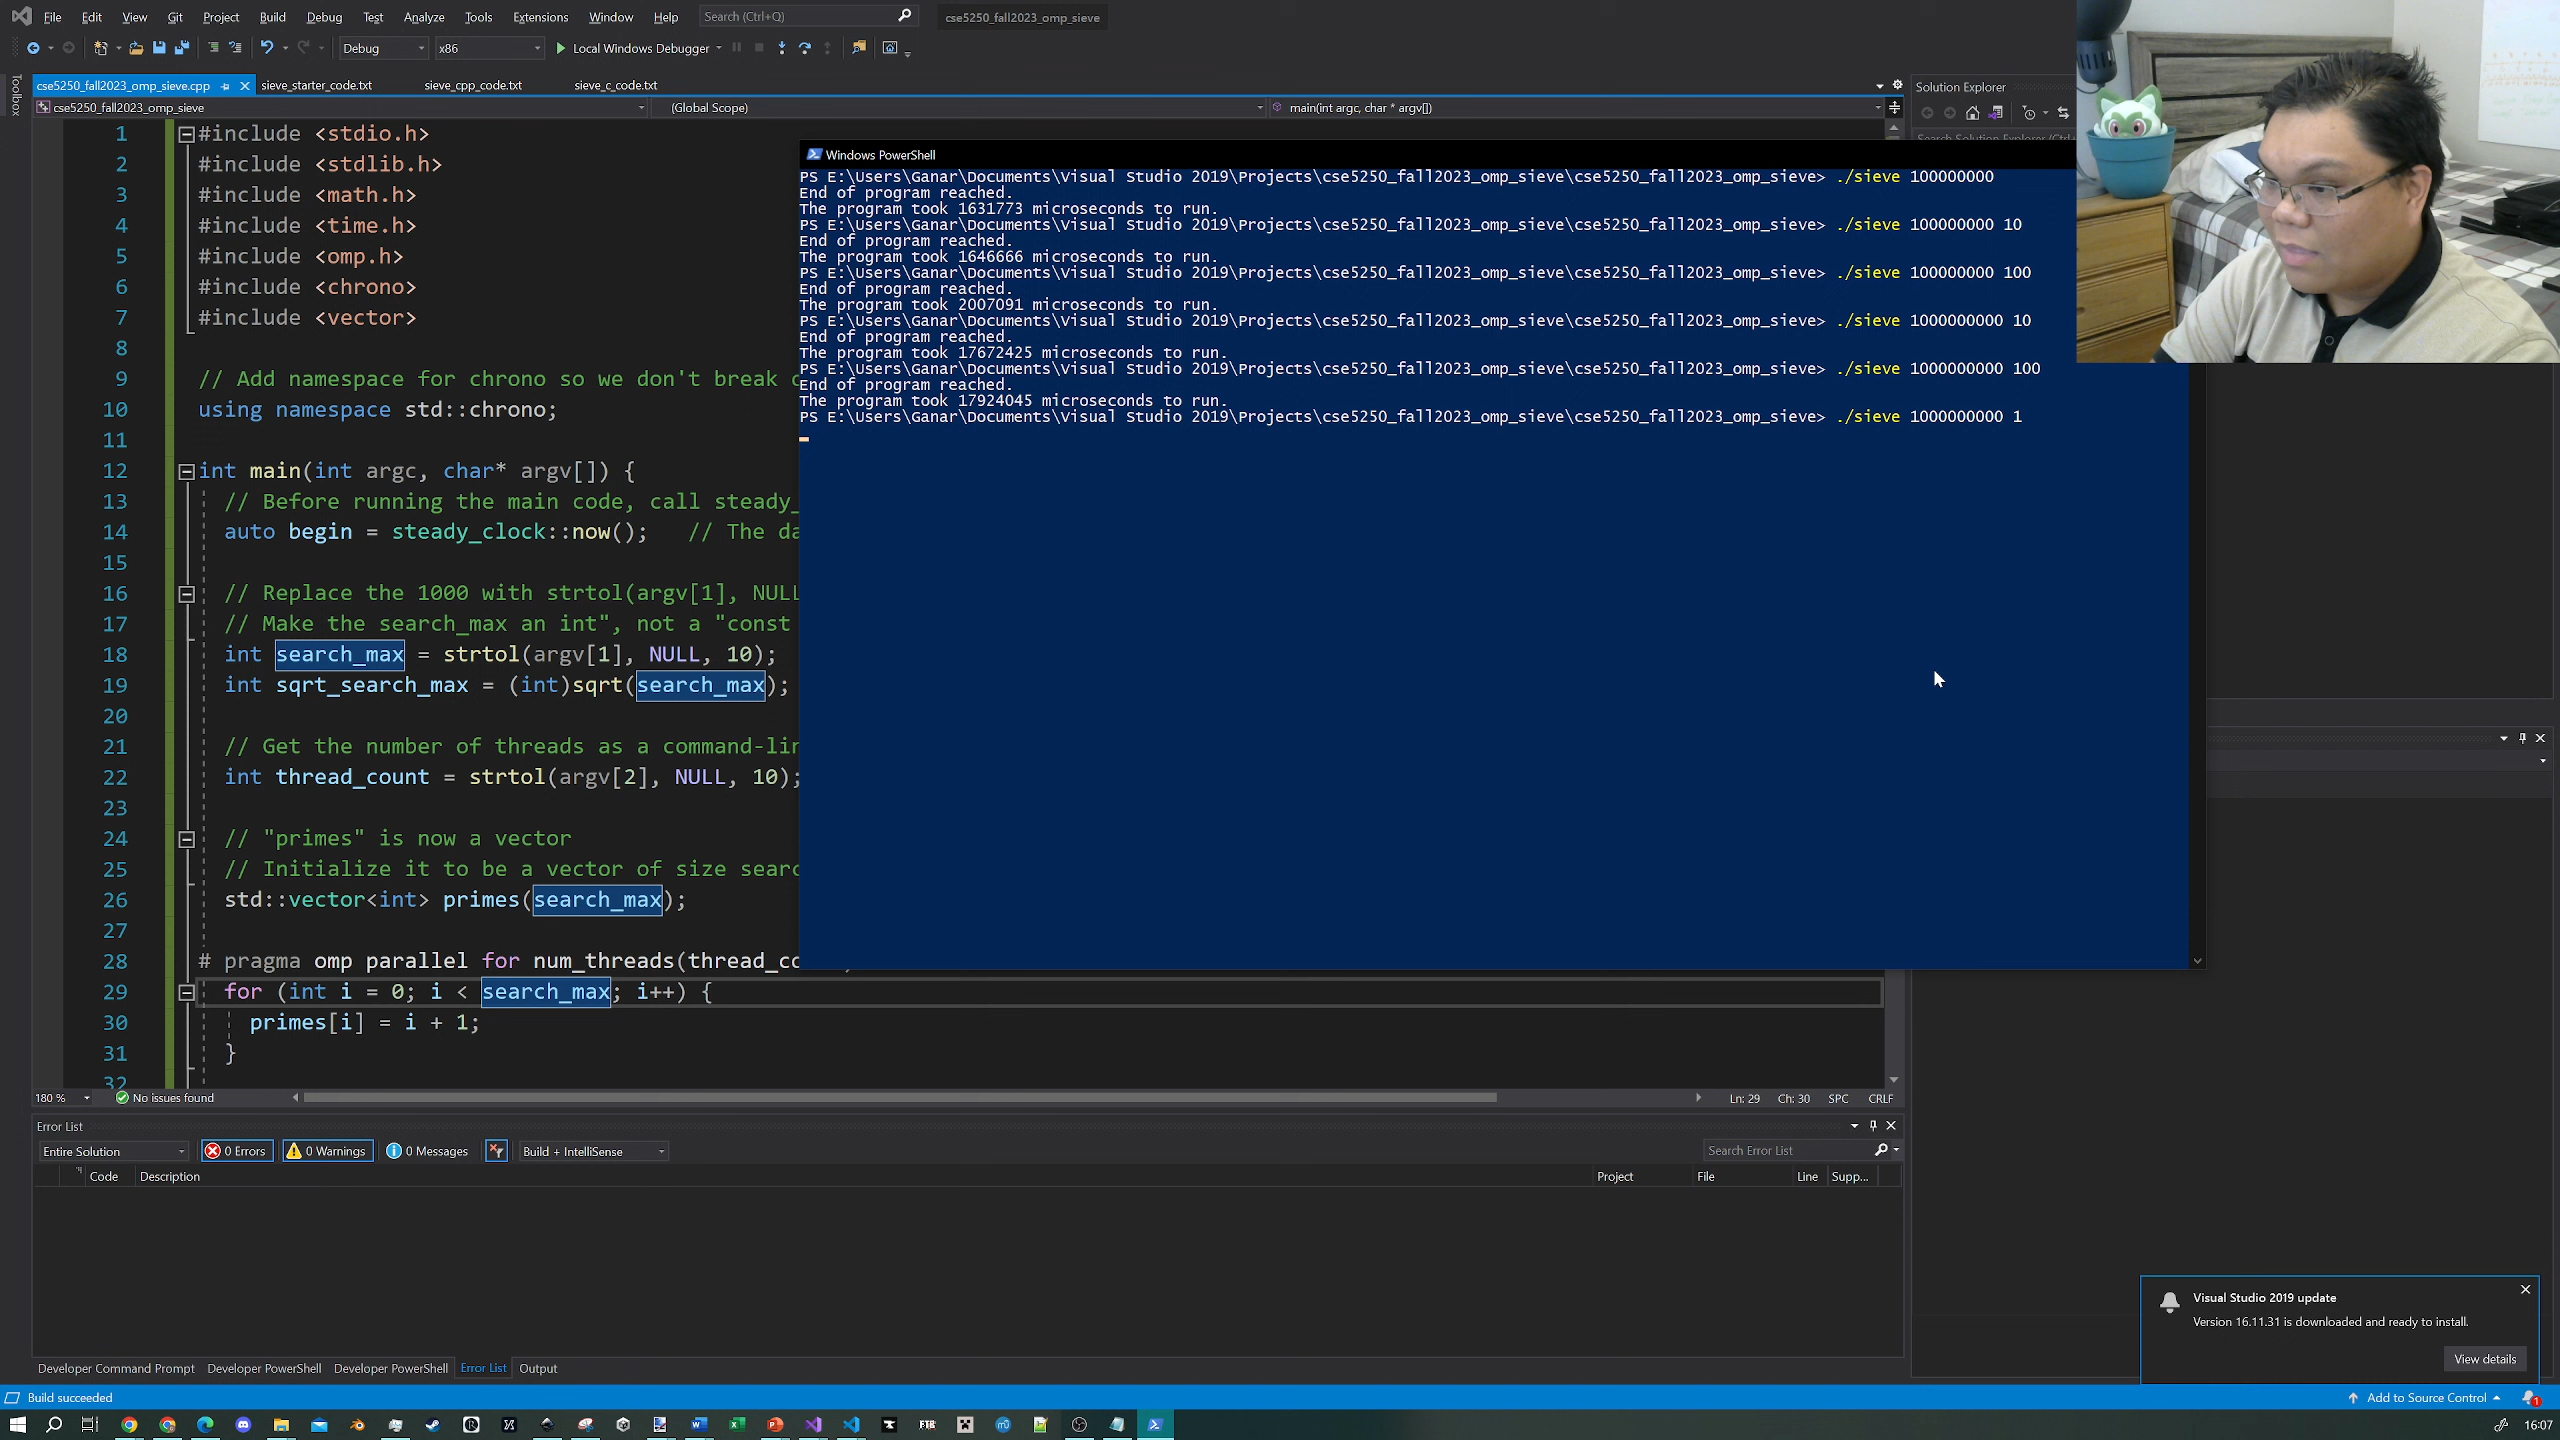 File Edit View Git Project Build Debug Test Analyze Tools Extensions Window Help Search (Ctrl+Q) cse5250_fall2023_omp_sieve
Debug x86 Local Windows Debugger
Toolbox
cse5250_fall2023_omp_sieve.cpp sieve_starter_code.txt sieve_cpp_code.txt sieve_c_code.txt
cse5250_fall2023_omp_sieve (Global Scope) main(int argc, char * argv[])
Solution Explorer
1 #include <stdio.h>
2 #include <stdlib.h>
3 #include <math.h>
4 #include <time.h>
5 #include <omp.h>
6 #include <chrono>
7 #include <vector>
8
9 // Add namespace for chrono so we don't break
10 using namespace std::chrono;
11
12 int main(int argc, char* argv[]) {
13 // Before running the main code, call steady_
14 auto begin = steady_clock::now(); // The da
15
16 // Replace the 1000 with strtol(argv[1], NULL
17 // Make the search_max an int", not a "const
18 int search_max = strtol(argv[1], NULL, 10);
19 int sqrt_search_max = (int)sqrt(search_max);
20
21 // Get the number of threads as a command-lin
22 int thread_count = strtol(argv[2], NULL, 10);
23
24 // "primes" is now a vector
25 // Initialize it to be a vector of size searc
26 std::vector<int> primes(search_max);
27
28 # pragma omp parallel for num_threads(thread_co
29 for (int i = 0; i < search_max; i++) {
30 primes[i] = i + 1;
31 }
32
Windows PowerShell
PS E:\Users\Ganar\Documents\Visual Studio 2019\Projects\cse5250_fall2023_omp_sieve\cse5250_fall2023_omp_sieve> ./sieve 100000000
End of program reached.
The program took 1631773 microseconds to run.
PS E:\Users\Ganar\Documents\Visual Studio 2019\Projects\cse5250_fall2023_omp_sieve\cse5250_fall2023_omp_sieve> ./sieve 100000000 10
End of program reached.
The program took 1646666 microseconds to run.
PS E:\Users\Ganar\Documents\Visual Studio 2019\Projects\cse5250_fall2023_omp_sieve\cse5250_fall2023_omp_sieve> ./sieve 100000000 100
End of program reached.
The program took 2007091 microseconds to run.
PS E:\Users\Ganar\Documents\Visual Studio 2019\Projects\cse5250_fall2023_omp_sieve\cse5250_fall2023_omp_sieve> ./sieve 1000000000 10
End of program reached.
The program took 17672425 microseconds to run.
PS E:\Users\Ganar\Documents\Visual Studio 2019\Projects\cse5250_fall2023_omp_sieve\cse5250_fall2023_omp_sieve> ./sieve 1000000000 100
End of program reached.
The program took 17924045 microseconds to run.
PS E:\Users\Ganar\Documents\Visual Studio 2019\Projects\cse5250_fall2023_omp_sieve\cse5250_fall2023_omp_sieve> ./sieve 1000000000 1
180 % No issues found Ln: 29 Ch: 30 SPC CRLF
Error List
Entire Solution 0 Errors 0 Warnings 0 Messages Build + IntelliSense Search Error List
Code Description Project File Line Supp...
Visual Studio 2019 update
Version 16.11.31 is downloaded and ready to install.
View details
Developer Command Prompt Developer PowerShell Developer PowerShell Error List Output
Build succeeded Add to Source Control 1
FTB 16:07